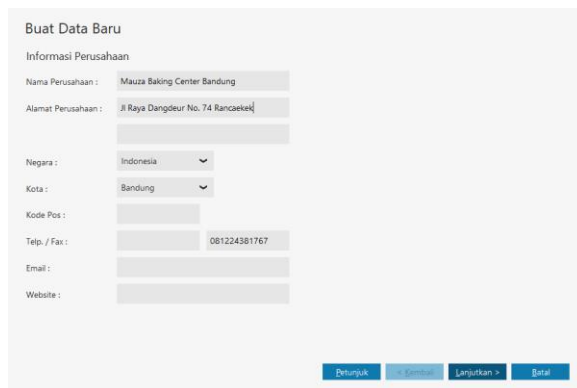 Buat Data Baru
Informasi Perusahaan
Nama Perusahaan : Mauza Baking Center Bandung
Alamat Perusahaan : Jl Raya Dangdeur No. 74 Rancaekek
Negara : Indonesia
Kota : Bandung
Kode Pos :
Telp. / Fax : 081224381767
Email :
Website :
Petunjuk < Kembali Lanjutkan > Batal